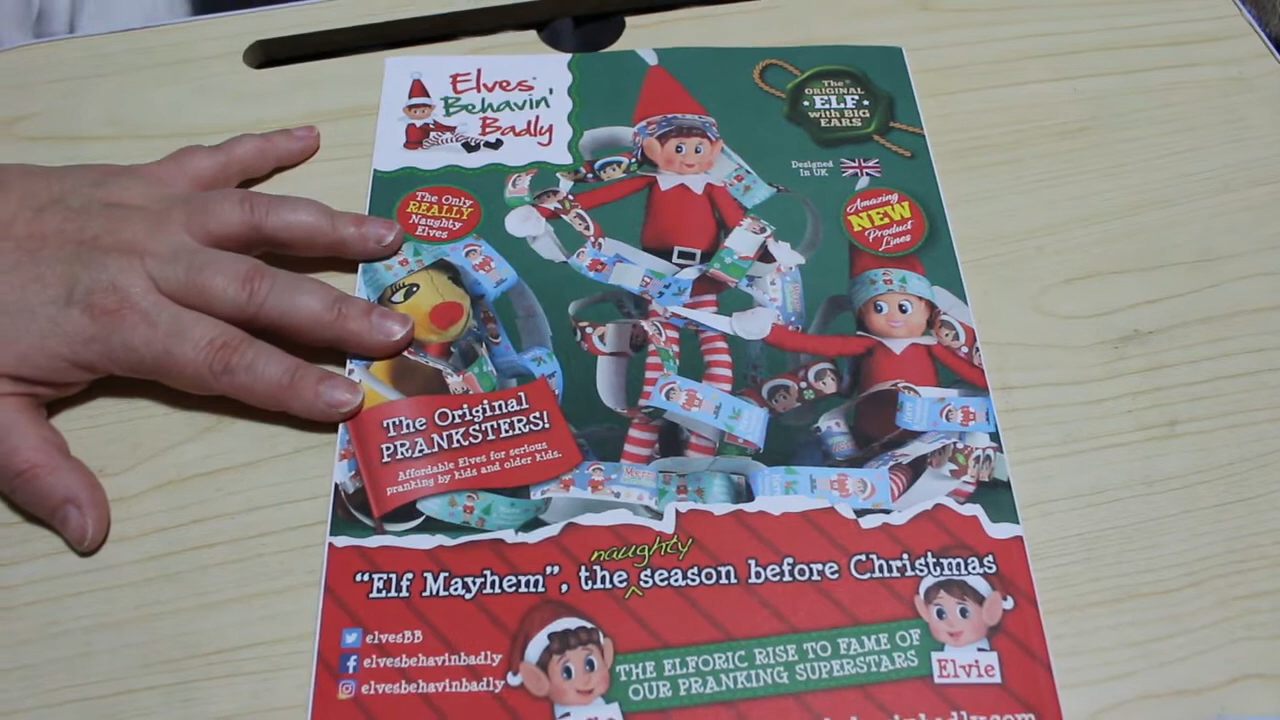 Elves
Behavin'
Badly
The
ORIGINAL
ELF
with BIG
EARS
Designed
In UK
The Only
REALLY
Naughty
Elves
Amazing
NEW
Product
Lines
The Original
PRANKSTERS!
Affordable Elves for serious
pranking by kids and older kids.
naughty
"Elf Mayhem", the season before Christmas
elvesBB
elvesbehavinbadly
elvesbehavinbadly
THE ELFORIC RISE TO FAME OF
OUR PRANKING SUPERSTARS
Elvie